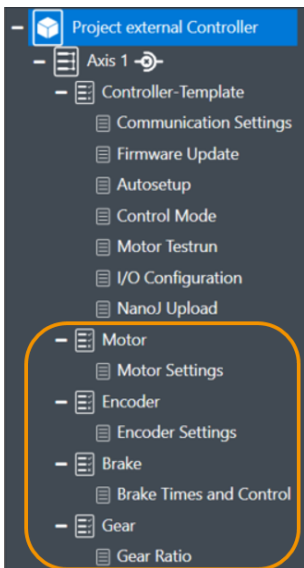 Project external Controller
Axis 1
Controller-Template
Communication Settings
Firmware Update
Autosetup
Control Mode
Motor Testrun
I/O Configuration
NanoJ Upload
Motor
Motor Settings
Encoder
Encoder Settings
Brake
Brake Times and Control
Gear
Gear Ratio